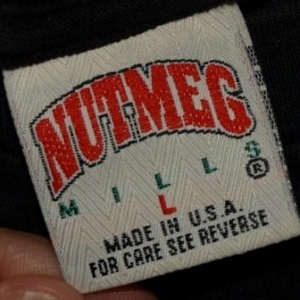 NUTMEG
MILLS®
L
MADE IN U.S.A.
FOR CARE SEE REVERSE